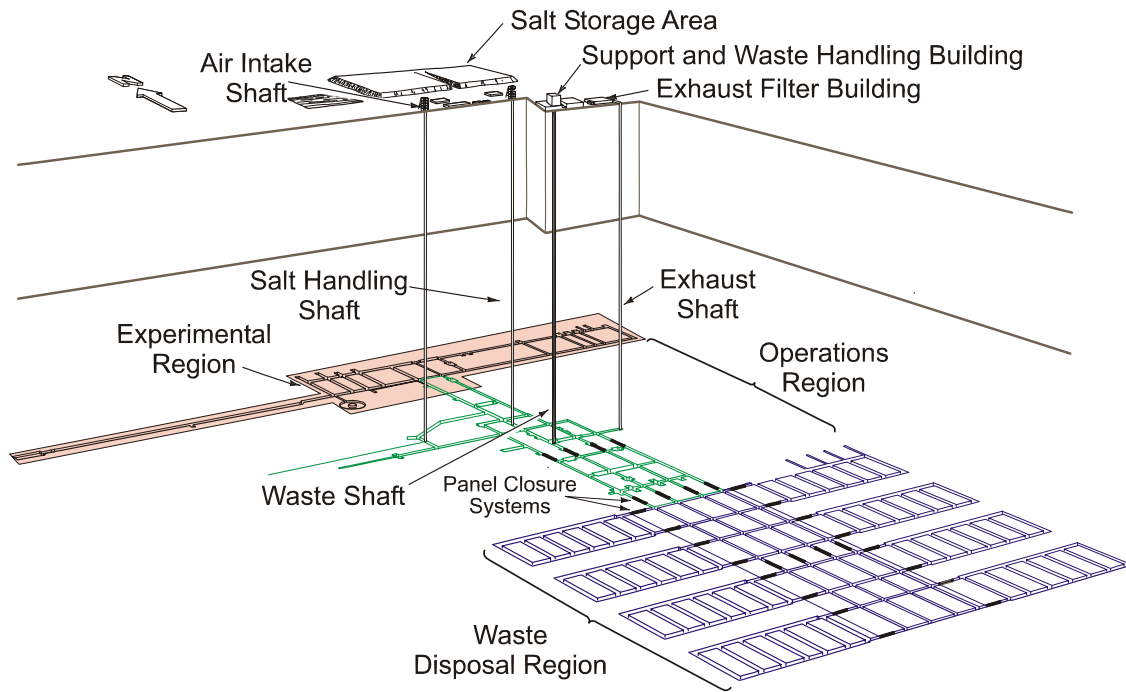 Salt Storage Area
Support and Waste Handling Building
Air Intake
Shaft
Exhaust Filter Building
Salt Handling
Shaft
Exhaust
Shaft
Experimental
Region
Operations
Region
Waste Shaft
Panel Closure
Systems
Waste
Disposal Region